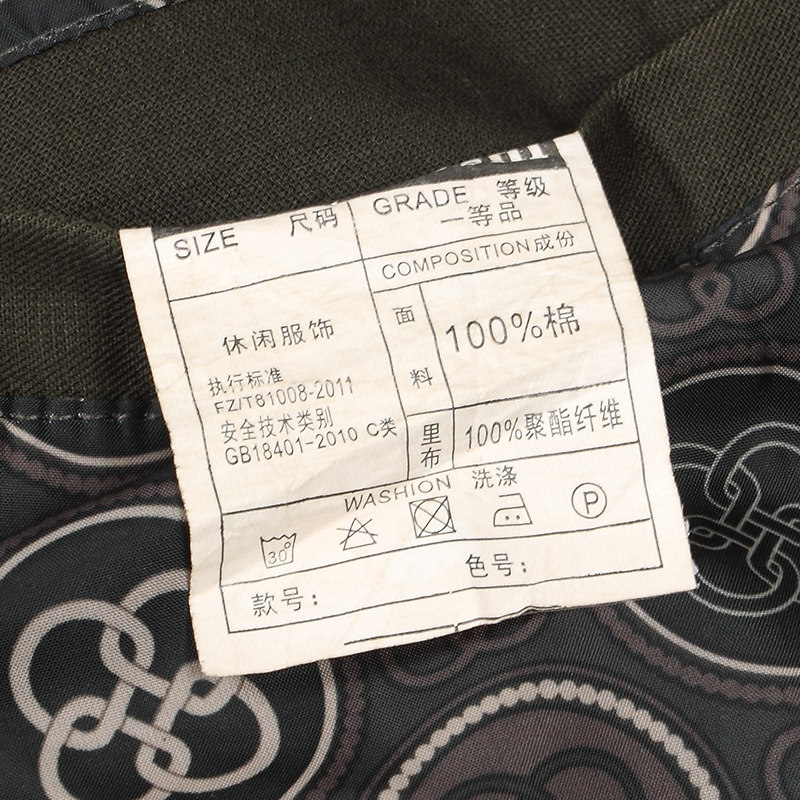 SIZE 尺码
GRADE 等级
一等品
COMPOSITION成份
休闲服饰
执行标准
FZ/T81008-2011
安全技术类别
GB18401-2010 C类
面料
100%棉
里布
100%聚酯纤维
WASHION 洗涤
30°
P
款号：
色号：